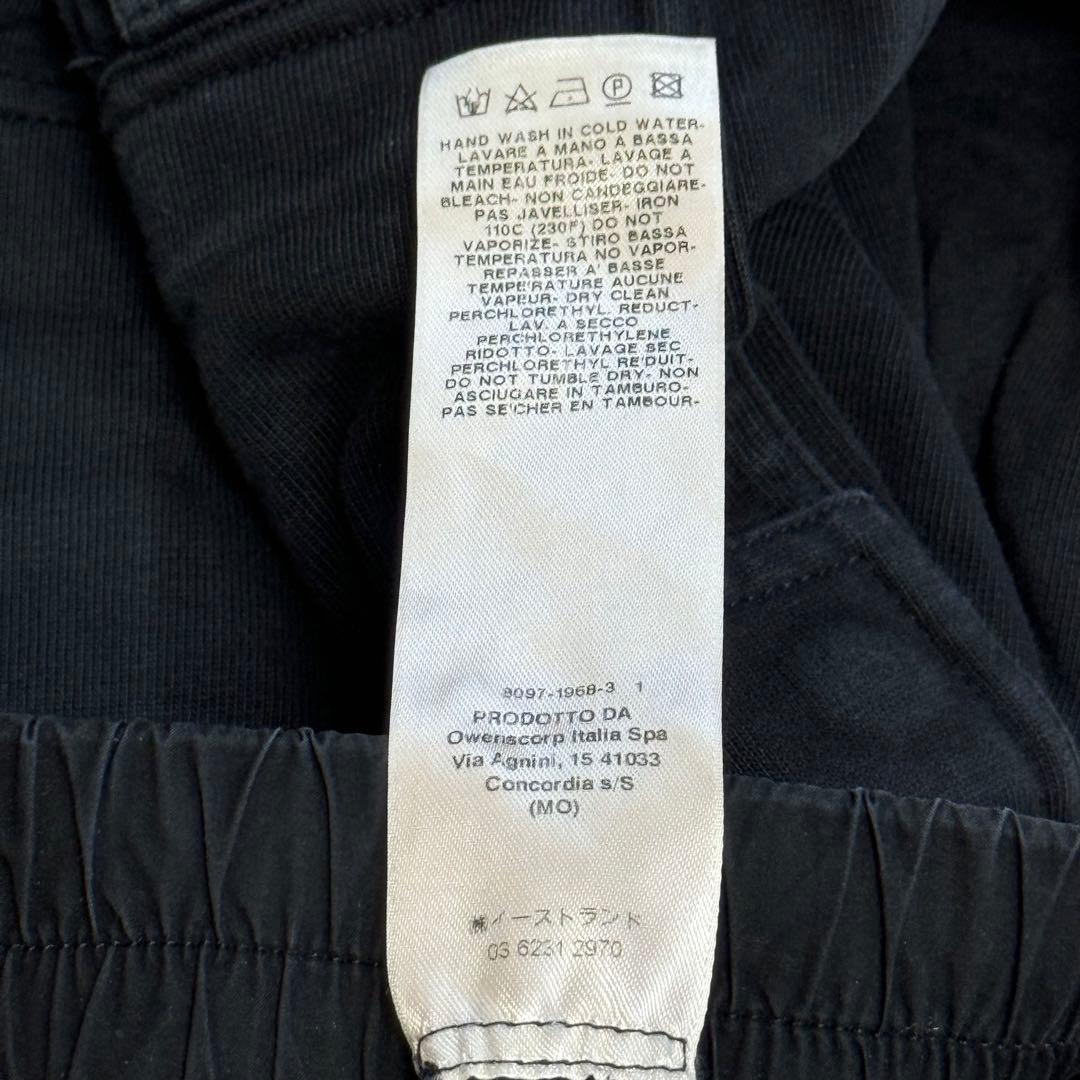 P
HAND WASH IN COLD WATER-
LAVARE A MANO A BASSA
TEMPERATURA- LAVAGE A
MAIN EAU FROIDE- DO NOT
BLEACH- NON CANDEGGIARE-
PAS JAVELLISER- IRON
110C (230F) DO NOT
VAPORIZE- STIRO BASSA
TEMPERATURA NO VAPOR-
REPASSER A' BASSE
TEMPE'RATURE AUCUNE
VAPEUR- DRY CLEAN
PERCHLORETHYL. REDUCT-
LAV. A SECCO
PERCHLORETHYLENE
RIDOTTO- LAVAGE SEC
PERCHLORETHYL RE'DUIT-
DO NOT TUMBLE DRY- NON
ASCIUGARE IN TAMBURO-
PAS SE'CHER EN TAMBOUR-
8097-1968-3 1
PRODOTTO DA
Owenscorp Italia Spa
Via Agnini, 15 41033
Concordia s/S
(MO)
㈱イーストランド
03 6231 2970